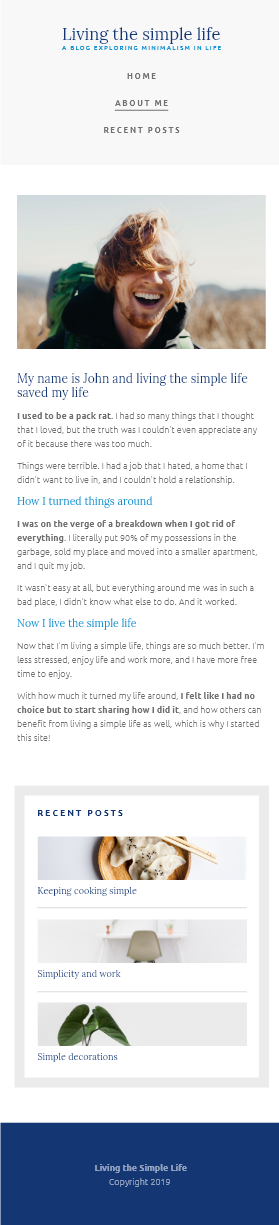 Living the simple life
A BLOG EXPLORING MINIMALISM IN LIFE
HOME
ABOUT ME
RECENT POSTS
My name is John and living the simple life
saved my life
I used to be a pack rat. I had so many things that I thought
that I loved, but the truth was I couldn't even appreciate any
of it because there was too much.
Things were terrible. I had a job that I hated, a home that I
didn't want to live in, and I couldn't hold a relationship.
How I turned things around
I was on the verge of a breakdown when I got rid of
everything. I literally put 90% of my possessions in the
garbage, sold my place and moved into a smaller apartment,
and I quit my job.
It wasn't easy at all, but everything around me was in such a
bad place, I didn't know what else to do. And it worked.
Now I live the simple life
Now that I'm living a simple life, things are so much better. I'm
less stressed, enjoy life and work more, and I have more free
time to enjoy.
With how much it turned my life around, I felt like I had no
choice but to start sharing how I did it, and how others can
benefit from living a simple life as well, which is why I started
this site!
RECENT POSTS
Keeping cooking simple
Simplicity and work
Simple decorations
Living the Simple Life
Copyright 2019